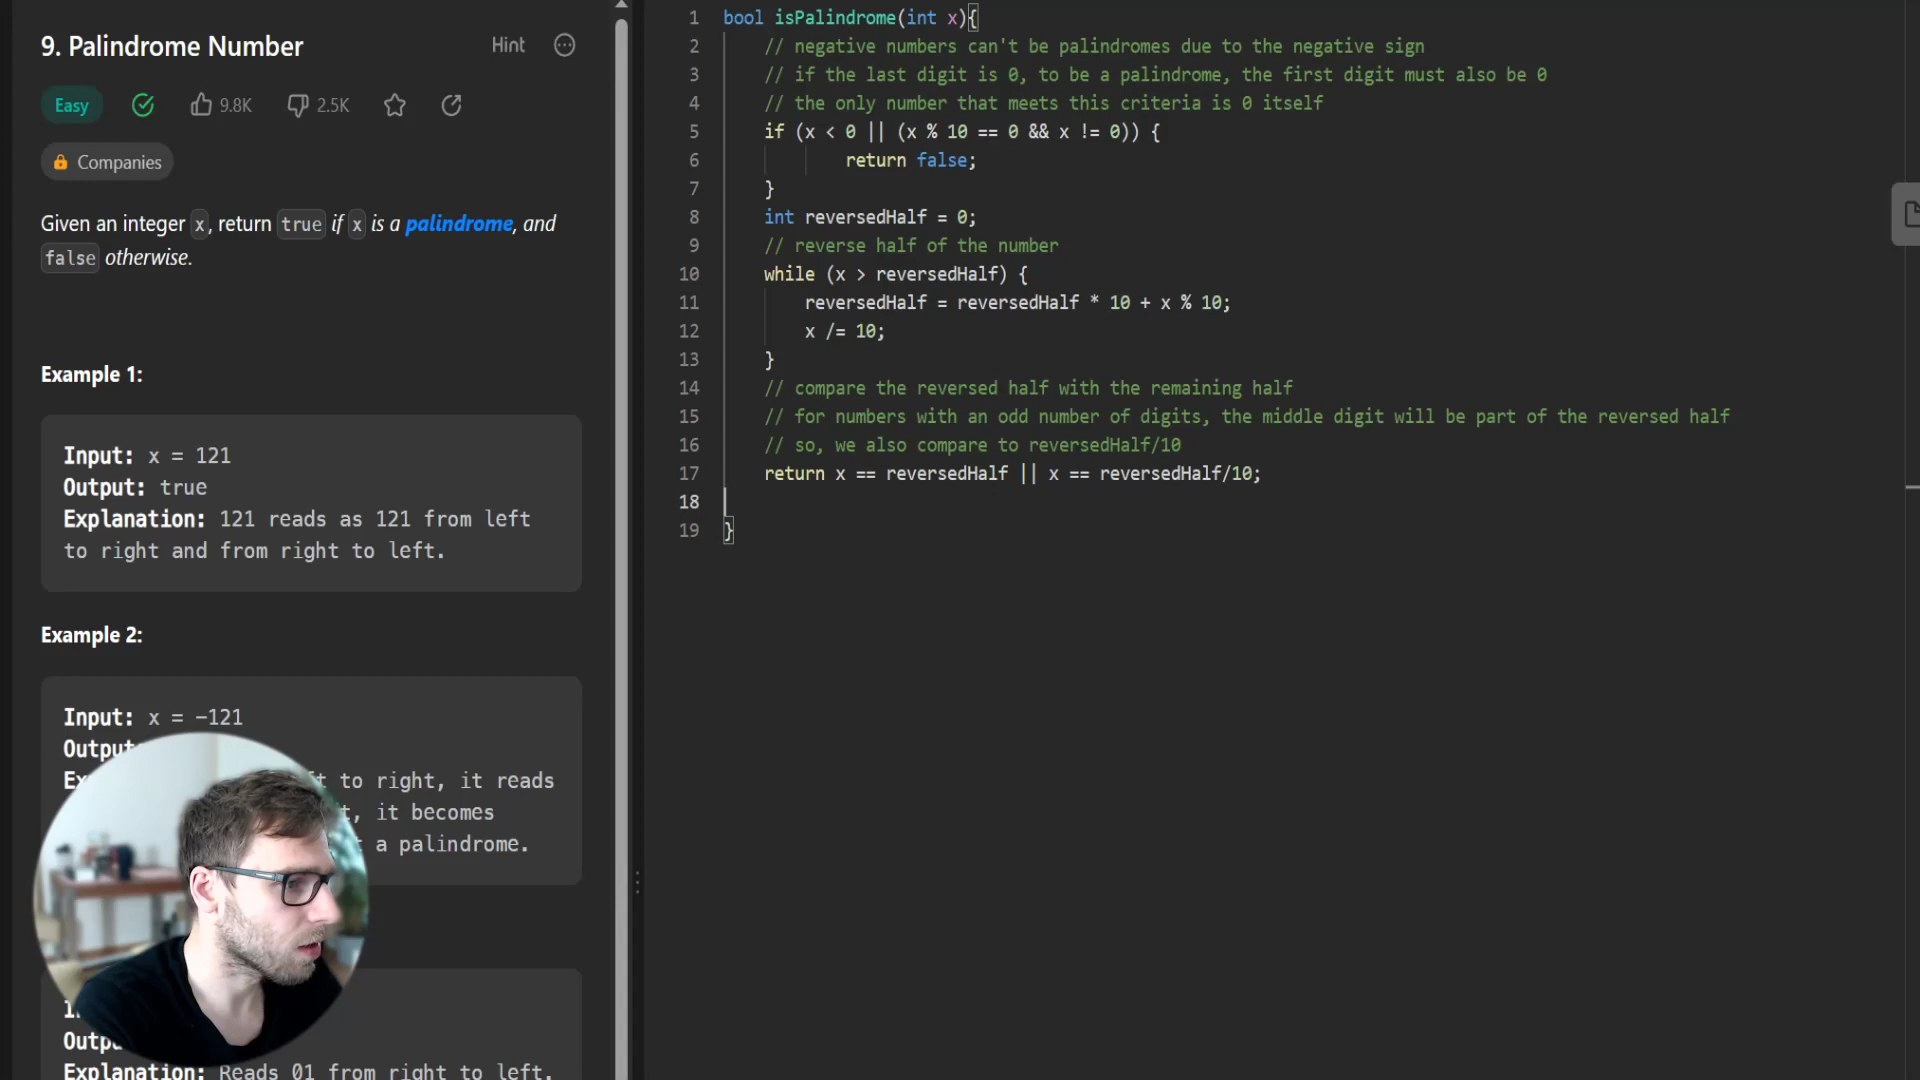 9. Palindrome Number
Hint
Easy
9.8K
2.5K
Companies
Given an integer x, return true if x is a palindrome, and
false otherwise.
Example 1:
Input: x = 121
Output: true
Explanation: 121 reads as 121 from left
to right and from right to left.
Example 2:
Input: x = -121
Output:
to right, it reads
, it becomes
a palindrome.
Explanation: Reads 01 from right to left.
1 bool isPalindrome(int x){
2 // negative numbers can't be palindromes due to the negative sign
3 // if the last digit is 0, to be a palindrome, the first digit must also be 0
4 // the only number that meets this criteria is 0 itself
5 if (x < 0 || (x % 10 == 0 && x != 0)) {
6 return false;
7 }
8 int reversedHalf = 0;
9 // reverse half of the number
10 while (x > reversedHalf) {
11 reversedHalf = reversedHalf * 10 + x % 10;
12 x /= 10;
13 }
14 // compare the reversed half with the remaining half
15 // for numbers with an odd number of digits, the middle digit will be part of the reversed half
16 // so, we also compare to reversedHalf/10
17 return x == reversedHalf || x == reversedHalf/10;
18
19 }